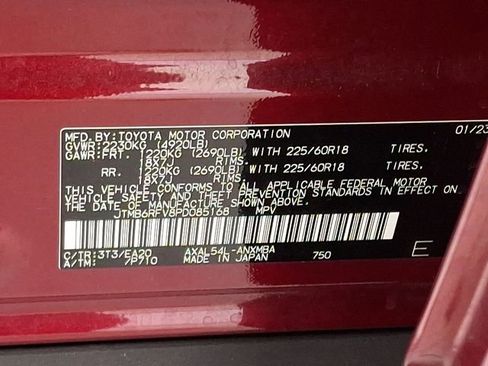 MFD.BY:TOYOTA MOTOR CORPORATION 01/23
GVWR:2230KG (4920LB)
GAWR:FRT. 1220KG (2690LB) WITH 225/60R18 TIRES.
18X7J RIMS.
RR. 1220KG (2690LB) WITH 225/60R18 TIRES.
18X7J RIMS.
THIS VEHICLE CONFORMS TO ALL APPLICABLE FEDERAL MOTOR
VEHICLE SAFETY AND THEFT PREVENTION STANDARDS IN EFFECT ON
THE DATE OF MANUFACTURE SHOWN ABOVE.
JTMB6RFV8PD085168 MPV
C/TR:3T3/EA20 AXAL54L-ANXMBA E
A/TM: -/P710 MADE IN JAPAN 750